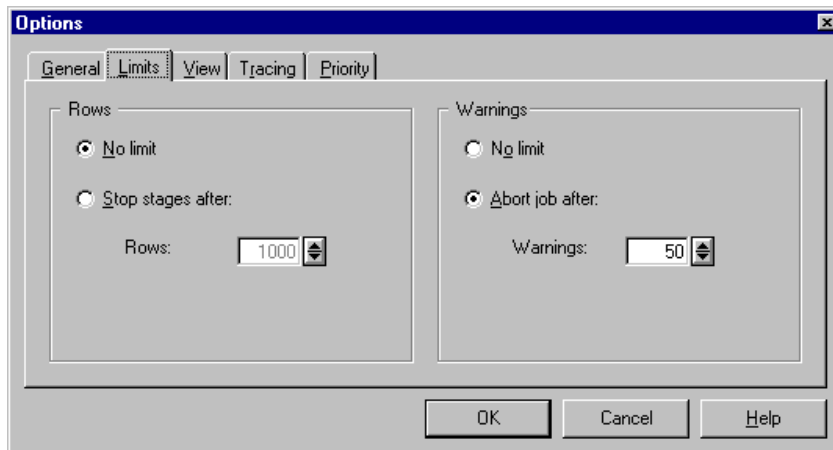 Options
General Limits View Tracing Priority
Rows
No limit
Stop stages after:
Rows: 1000
Warnings
No limit
Abort job after:
Warnings: 50
OK Cancel Help